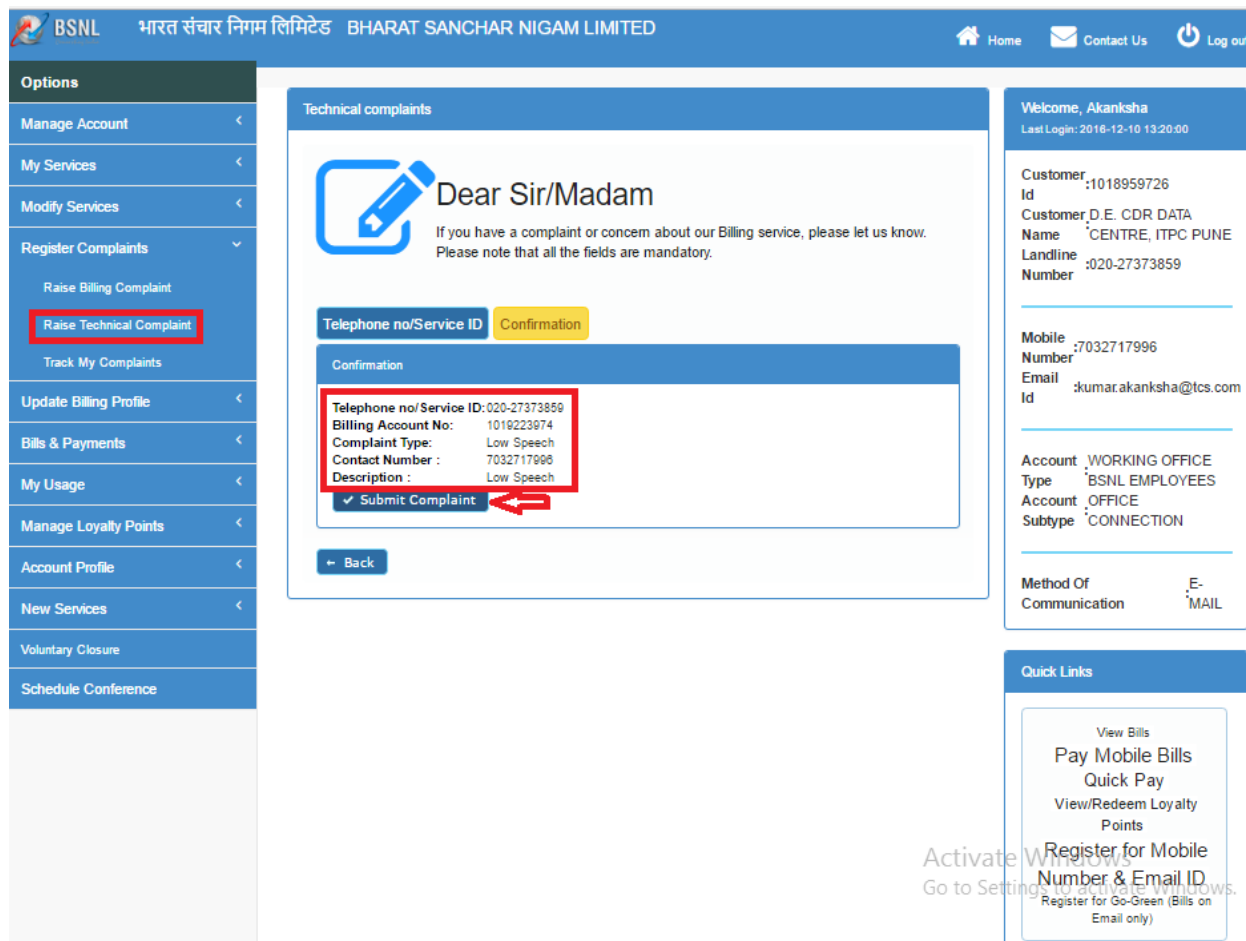 BSNL भारत संचार निगम लिमिटेड BHARAT SANCHAR NIGAM LIMITED
Home Contact Us Log out
Options
Manage Account
My Services
Modify Services
Register Complaints
Raise Billing Complaint
Raise Technical Complaint
Track My Complaints
Update Billing Profile
Bills & Payments
My Usage
Manage Loyalty Points
Account Profile
New Services
Voluntary Closure
Schedule Conference
Technical complaints
Dear Sir/Madam
If you have a complaint or concern about our Billing service, please let us know.
Please note that all the fields are mandatory.
Telephone no/Service ID Confirmation
Confirmation
Telephone no/Service ID: 020-27373859
Billing Account No: 1019223974
Complaint Type: Low Speech
Contact Number : 7032717996
Description : Low Speech
✔ Submit Complaint
← Back
Welcome, Akanksha
Last Login: 2016-12-10 13:20:00
Customer Id :1018959726
Customer Name : D.E. CDR DATA
CENTRE, ITPC PUNE
Landline Number :020-27373859
Mobile Number :7032717996
Email Id :kumar.akanksha@tcs.com
Account Type : WORKING OFFICE
BSNL EMPLOYEES
Account Subtype : OFFICE
CONNECTION
Method Of Communication : E-
MAIL
Quick Links
View Bills
Pay Mobile Bills
Quick Pay
View/Redeem Loyalty
Points
Register for Mobile
Number & Email ID
Register for Go-Green (Bills on
Email only)
Activate Windows
Go to Settings to activate Windows.